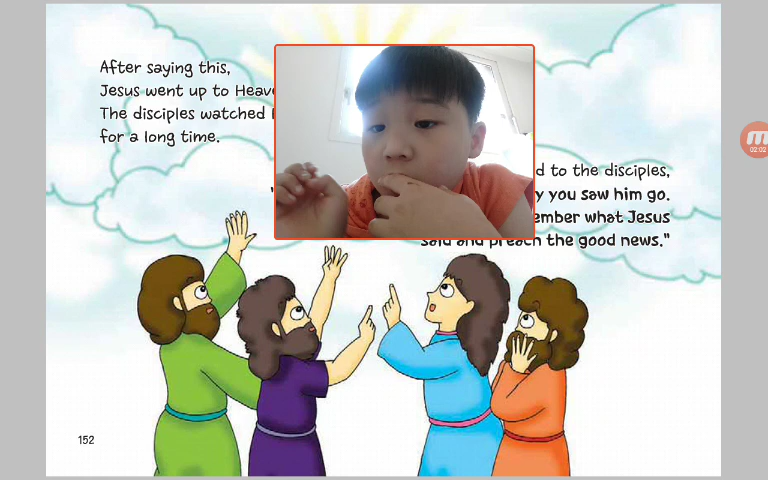 After saying this,
Jesus went up to Heave
The disciples watched
for a long time.
d to the disciples,
y you saw him go.
ember what Jesus
said and preach the good news."
152
02:02